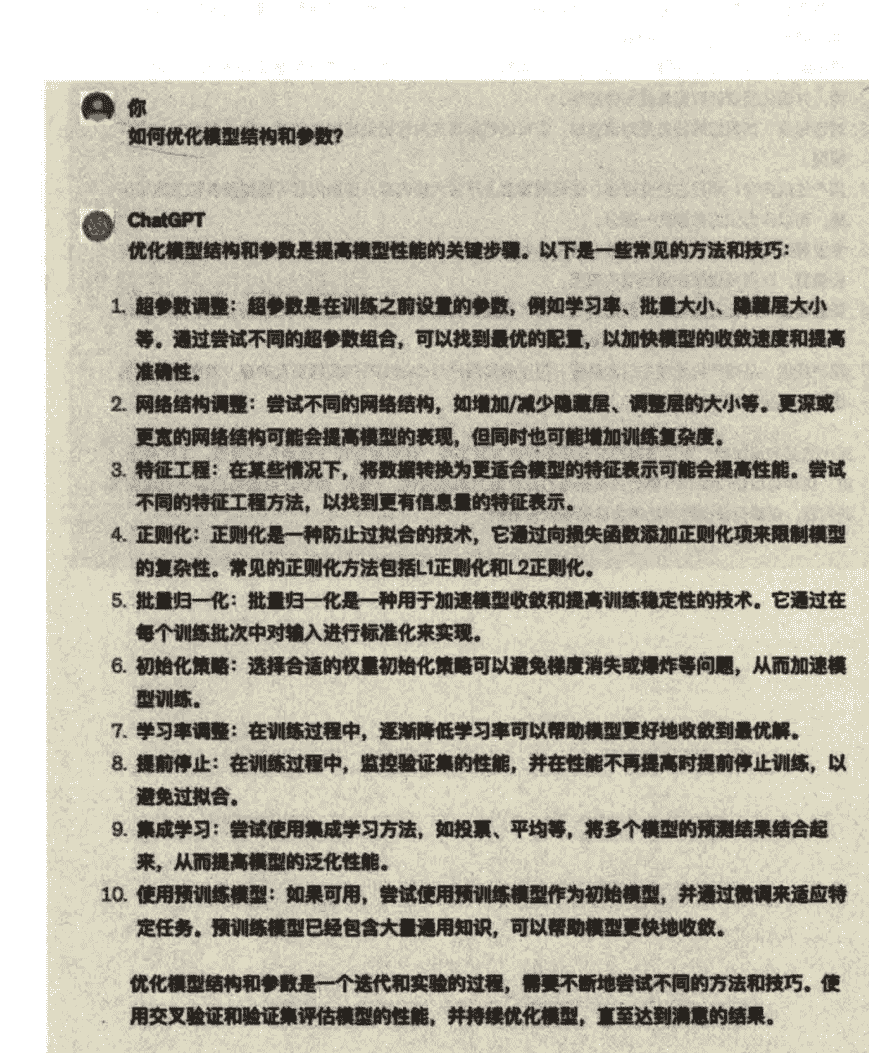 你
如何优化模型结构和参数?
ChatGPT
优化模型结构和参数是提高模型性能的关键步骤。以下是一些常见的方法和技巧:
1. 超参数调整:超参数是在训练之前设置的参数,例如学习率、批量大小、隐藏层大小
等。通过尝试不同的超参数组合,可以找到最优的配置,以加快模型的收敛速度和提高
准确性。
2. 网络结构调整:尝试不同的网络结构,如增加/减少隐藏层、调整层的大小等。更深或
更宽的网络结构可能会提高模型的表现,但同时也可能增加训练复杂度。
3. 特征工程:在某些情况下,将数据转换为更适合模型的特征表示可能会提高性能。尝试
不同的特征工程方法,以找到更有信息量的特征表示。
4. 正则化:正则化是一种防止过拟合的技术,它通过向损失函数添加正则化项来限制模型
的复杂性。常见的正则化方法包括L1正则化和L2正则化。
5. 批量归一化:批量归一化是一种用于加速模型收敛和提高训练稳定性的技术。它通过在
每个训练批次中对输入进行标准化来实现。
6. 初始化策略:选择合适的权重初始化策略可以避免梯度消失或爆炸等问题,从而加速模
型训练。
7. 学习率调整:在训练过程中,逐渐降低学习率可以帮助模型更好地收敛到最优解。
8. 提前停止:在训练过程中,监控验证集的性能,并在性能不再提高时提前停止训练,以
避免过拟合。
9. 集成学习:尝试使用集成学习方法,如投票、平均等,将多个模型的预测结果结合起
来,从而提高模型的泛化性能。
10. 使用预训练模型:如果可用,尝试使用预训练模型作为初始模型,并通过微调来适应特
定任务。预训练模型已经包含大量通用知识,可以帮助模型更快地收敛。
优化模型结构和参数是一个迭代和实验的过程,需要不断地尝试不同的方法和技巧。使
用交叉验证和验证集评估模型的性能,并持续优化模型,直至达到满意的结果。